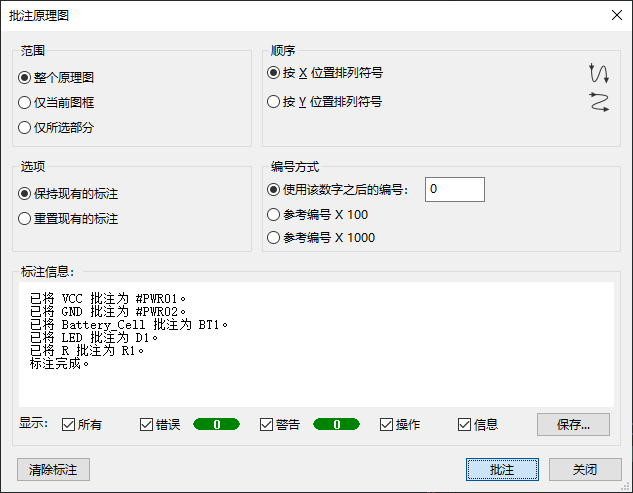 批注原理图
范围
整个原理图
仅当前图框
仅所选部分
顺序
按 X 位置排列符号
按 Y 位置排列符号
选项
保持现有的标注
重置现有的标注
编号方式
使用该数字之后的编号： 0
参考编号 X 100
参考编号 X 1000
标注信息：
已将 VCC 批注为 #PWR01。
已将 GND 批注为 #PWR02。
已将 Battery_Cell 批注为 BT1。
已将 LED 批注为 D1。
已将 R 批注为 R1。
标注完成。
显示： 所有 错误 0 警告 0 操作 信息 保存...
清除标注 批注 关闭